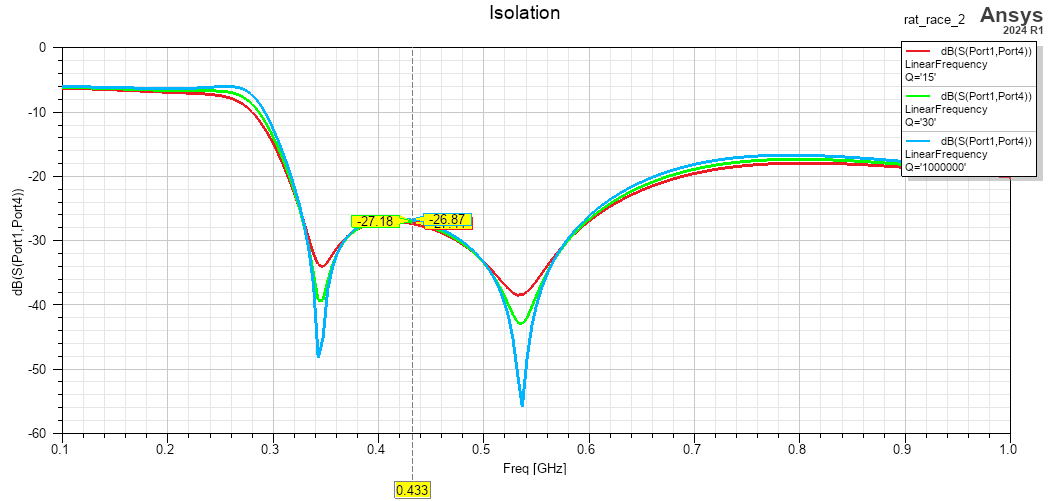 Isolation
rat_race_2
Ansys
2024 R1
dB(S(Port1,Port4))
LinearFrequency
Q='15'
dB(S(Port1,Port4))
LinearFrequency
Q='30'
dB(S(Port1,Port4))
LinearFrequency
Q='1000000'
dB(S(Port1,Port4))
0
-10
-20
-30
-40
-50
-60
-27.18
-26.87
0.1
0.2
0.3
0.4
0.5
0.6
0.7
0.8
0.9
1.0
Freq [GHz]
0.433